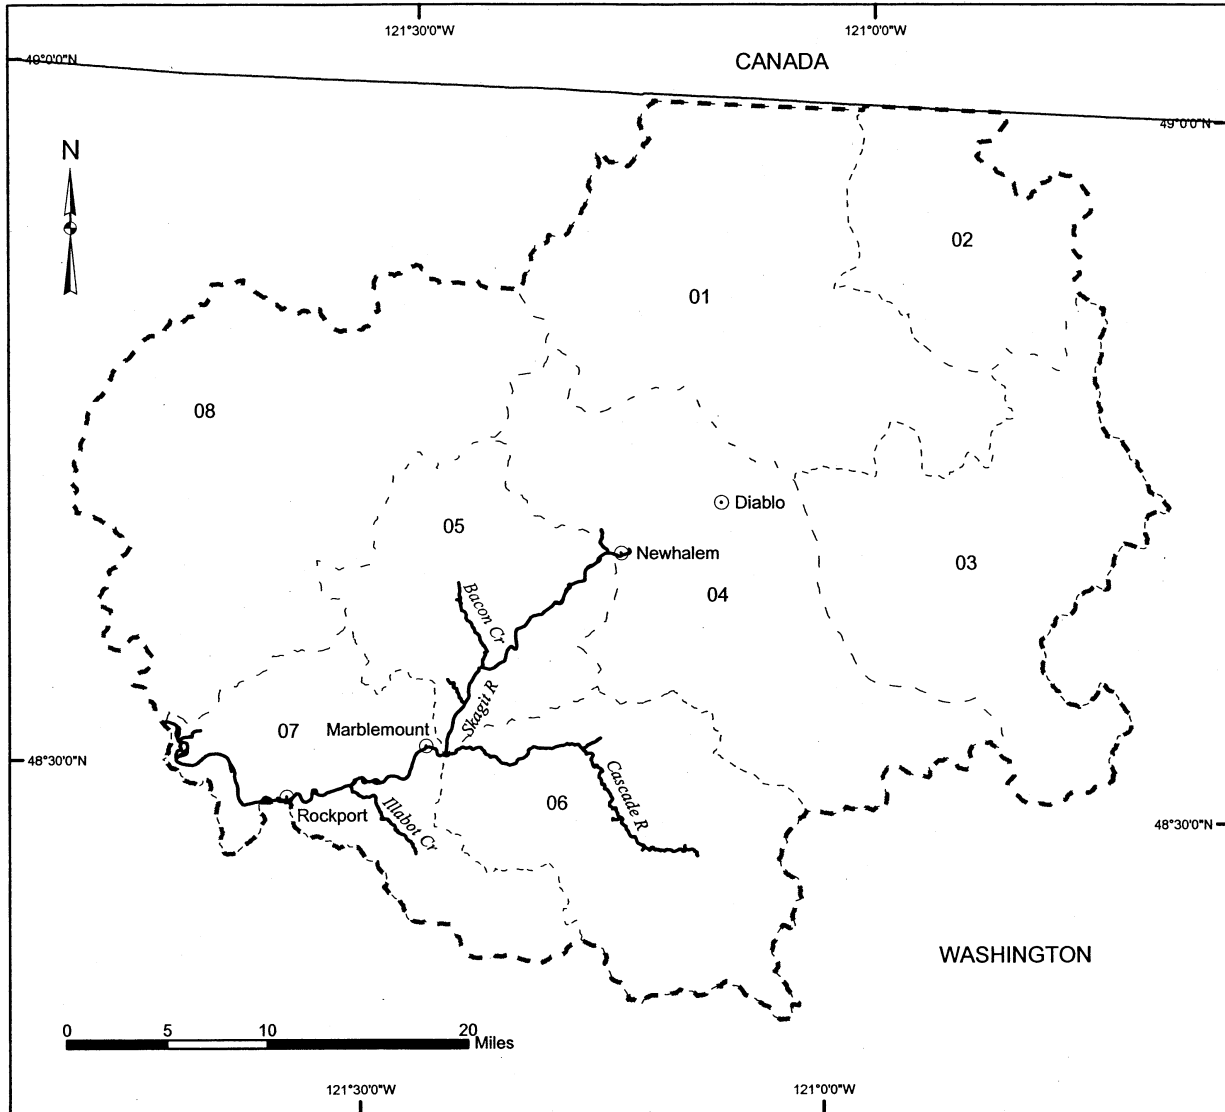 121°30'0"W
121°0'0"W
CANADA
49°0'0"N
49°0'0"N
N
02
01
08
Diablo
05
Newhalem
03
04
Bacon Cr
Skagit R
Marblemount
07
48°30'0"N
Cascade R
06
Rockport
Illabot Cr
48°30'0"N
WASHINGTON
0 5 10 20
Miles
121°30'0"W
121°0'0"W